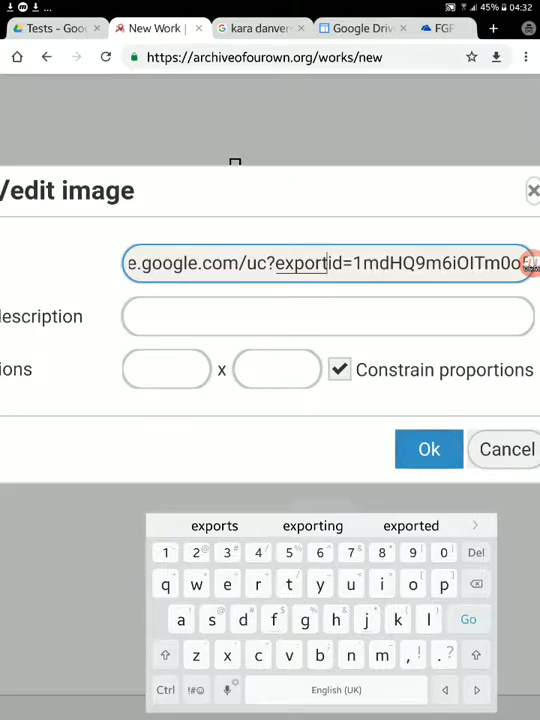 45% 04:32
Tests - Goo
New Work |
kara danver
Google Driv
FGF
https://archiveofourown.org/works/new
/edit image
e.google.com/uc?exportid=1mdHQ9m6iOITm0o
description
ions
x
Constrain proportions
Ok
Cancel
exports exporting exported
1 2 3 4 5 6 7 8 9 0 Del
q w e r t y u i o p
a s d f g h j k l Go
z x c v b n m , ! . ?
Ctrl !#☺ English (UK)